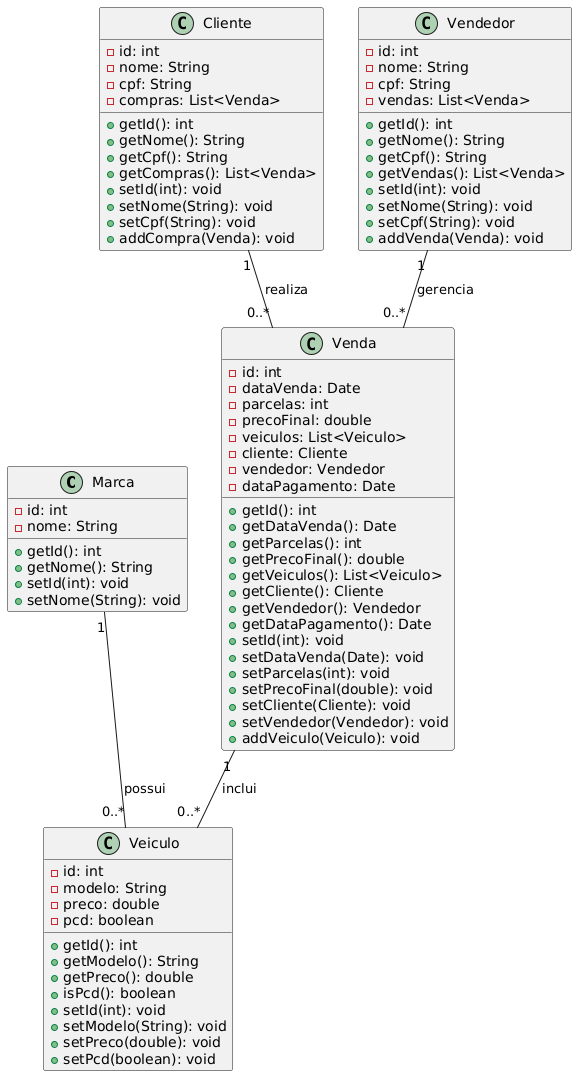 C Cliente
id: int
nome: String
cpf: String
compras: List<Venda>
getId(): int
getNome(): String
getCpf(): String
getCompras(): List<Venda>
setId(int): void
setNome(String): void
setCpf(String): void
addCompra(Venda): void
C Vendedor
id: int
nome: String
cpf: String
vendas: List<Venda>
getId(): int
getNome(): String
getCpf(): String
getVendas(): List<Venda>
setId(int): void
setNome(String): void
setCpf(String): void
addVenda(Venda): void
1
realiza
0..*
1
gerencia
0..*
C Venda
id: int
dataVenda: Date
parcelas: int
precoFinal: double
veiculos: List<Veiculo>
cliente: Cliente
vendedor: Vendedor
dataPagamento: Date
getId(): int
getDataVenda(): Date
getParcelas(): int
getPrecoFinal(): double
getVeiculos(): List<Veiculo>
getCliente(): Cliente
getVendedor(): Vendedor
getDataPagamento(): Date
setId(int): void
setDataVenda(Date): void
setParcelas(int): void
setPrecoFinal(double): void
setCliente(Cliente): void
setVendedor(Vendedor): void
addVeiculo(Veiculo): void
C Marca
id: int
nome: String
getId(): int
getNome(): String
setId(int): void
setNome(String): void
1
possui
0..*
1
inclui
0..*
C Veiculo
id: int
modelo: String
preco: double
pcd: boolean
getId(): int
getModelo(): String
getPreco(): double
isPcd(): boolean
setId(int): void
setModelo(String): void
setPreco(double): void
setPcd(boolean): void